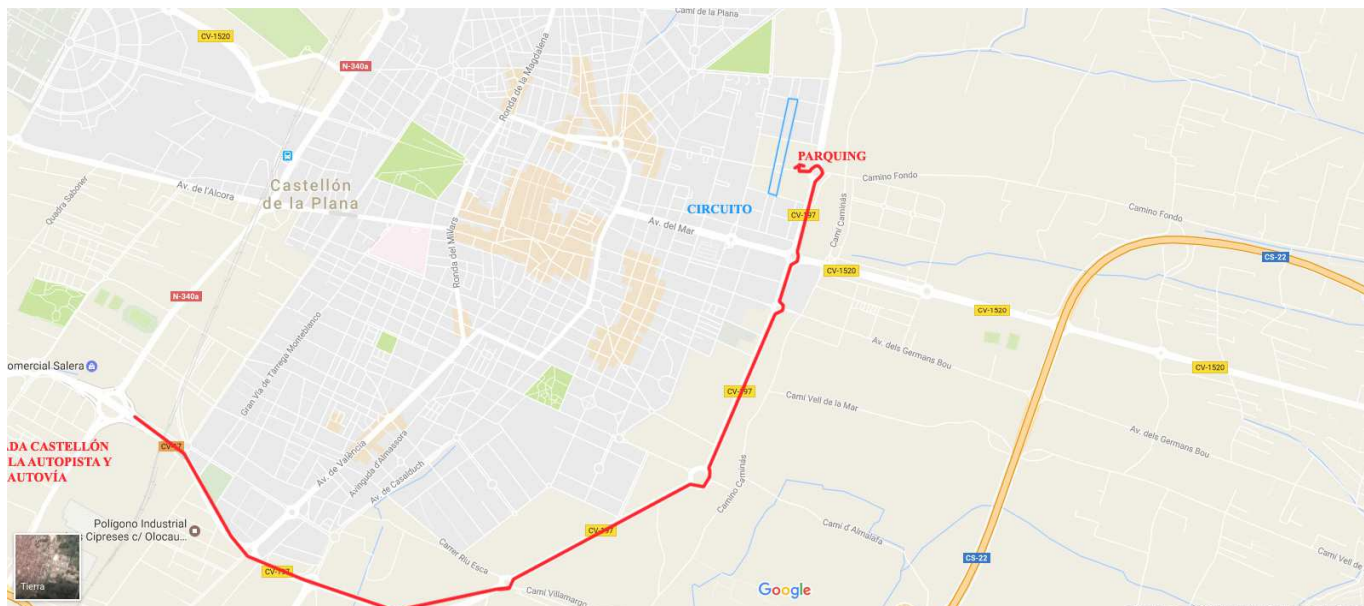 Camí de la Plana
CV-1520
N-340a
Ronda de la Magdalena
PARQUING
Camino Fondo
Quadra Saboner
Av. de l'Alcora
Castellón
de la Plana
CIRCUITO
CV-197
Camí Caminàs
Camino Fondo
Av. del Mar
Ronda del Millars
CS-22
CV-1520
N-340a
CV-1520
Gran Vía de Tárrega Monteblanco
Av. dels Germans Bou
omercial Salera
CV-1520
CV-197
Camí Vell de la Mar
ADA CASTELLÓN
LA AUTOPISTA Y
AUTOVÍA
CV-17
Av. de València
Avinguda d'Almassora
Av. de Casalduch
Av. dels Germans Bou
Camino Caminás
Polígono Industrial
s Cipreses c/ Olocau...
CV-197
Camí d'Almalafa
Carrer Riu Esca
CS-22
Camí Vell de
CV-197
Tierra
Camí Villamargo
Google